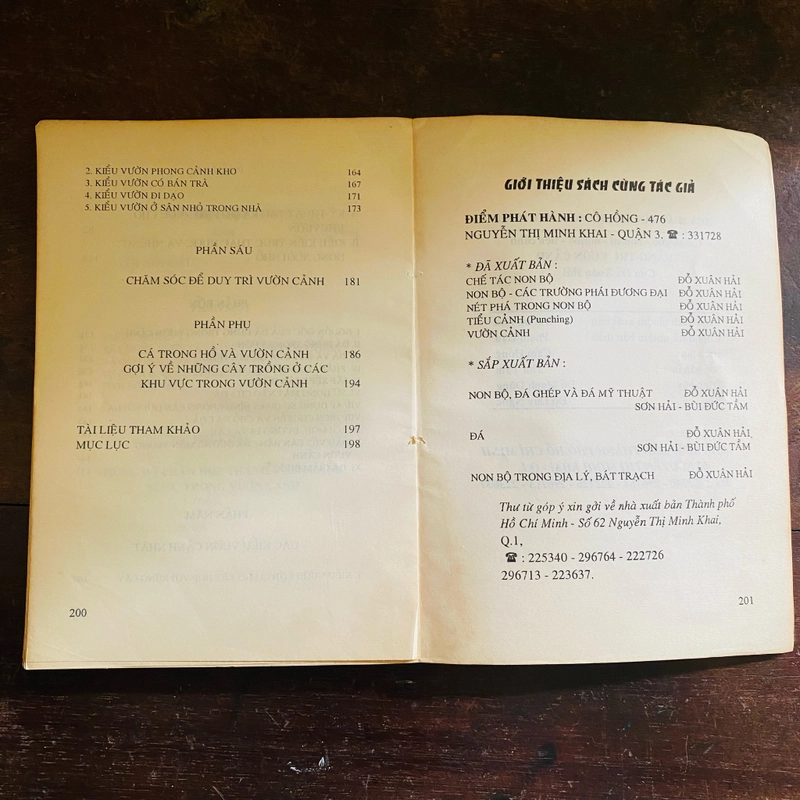 2. KIỂU VƯỜN PHONG CẢNH KHO 164
3. KIỂU VƯỜN CÓ BÁN TRÀ 167
4. KIỂU VƯỜN ĐI DẠO 171
5. KIỂU VƯỜN Ở SÂN NHỎ TRONG NHÀ 173
PHẦN SÁU
CHĂM SÓC ĐỂ DUY TRÌ VƯỜN CẢNH 181
PHẦN PHỤ
CÁ TRONG HỒ VÀ VƯỜN CẢNH 186
GỢI Ý VỀ NHỮNG CÂY TRỒNG Ở CÁC
KHU VỰC TRONG VƯỜN CẢNH 194
TÀI LIỆU THAM KHẢO 197
MỤC LỤC 198
200
GIỚI THIỆU SÁCH CÙNG TÁC GIẢ
ĐIỂM PHÁT HÀNH : CÔ HỒNG - 476
NGUYỄN THỊ MINH KHAI - QUẬN 3. ☎ : 331728
* ĐÃ XUẤT BẢN :
CHẾ TÁC NON BỘ ĐỖ XUÂN HẢI
NON BỘ - CÁC TRƯỜNG PHÁI ĐƯƠNG ĐẠI ĐỖ XUÂN HẢI
NÉT PHÁ TRONG NON BỘ ĐỖ XUÂN HẢI
TIỂU CẢNH (Punching) ĐỖ XUÂN HẢI
VƯỜN CẢNH ĐỖ XUÂN HẢI
* SẮP XUẤT BẢN :
NON BỘ, ĐÁ GHÉP VÀ ĐÁ MỸ THUẬT ĐỖ XUÂN HẢI
SƠN HẢI - BÙI ĐỨC TẤM
ĐÁ ĐỖ XUÂN HẢI,
SƠN HẢI - BÙI ĐỨC TẤM
NON BỘ TRONG ĐỊA LÝ, BÁT TRẠCH ĐỖ XUÂN HẢI
Thư từ góp ý xin gởi về nhà xuất bản Thành phố
Hồ Chí Minh - Số 62 Nguyễn Thị Minh Khai,
Q.1,
☎ : 225340 - 296764 - 222726
296713 - 223637.
201